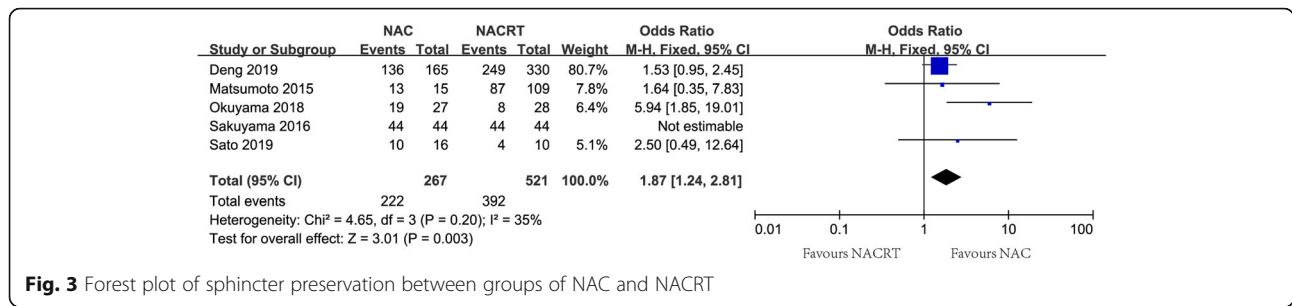 NAC NACRT Odds Ratio Odds Ratio
Study or Subgroup Events Total Events Total Weight M-H, Fixed, 95% CI M-H, Fixed, 95% CI
Deng 2019 136 165 249 330 80.7% 1.53 [0.95, 2.45]
Matsumoto 2015 13 15 87 109 7.8% 1.64 [0.35, 7.83]
Okuyama 2018 19 27 8 28 6.4% 5.94 [1.85, 19.01]
Sakuyama 2016 44 44 44 44 Not estimable
Sato 2019 10 16 4 10 5.1% 2.50 [0.49, 12.64]
Total (95% CI) 267 521 100.0% 1.87 [1.24, 2.81]
Total events 222 392
Heterogeneity: Chi² = 4.65, df = 3 (P = 0.20); I² = 35%
Test for overall effect: Z = 3.01 (P = 0.003)
0.01 0.1 1 10 100
Favours NACRT Favours NAC
Fig. 3 Forest plot of sphincter preservation between groups of NAC and NACRT